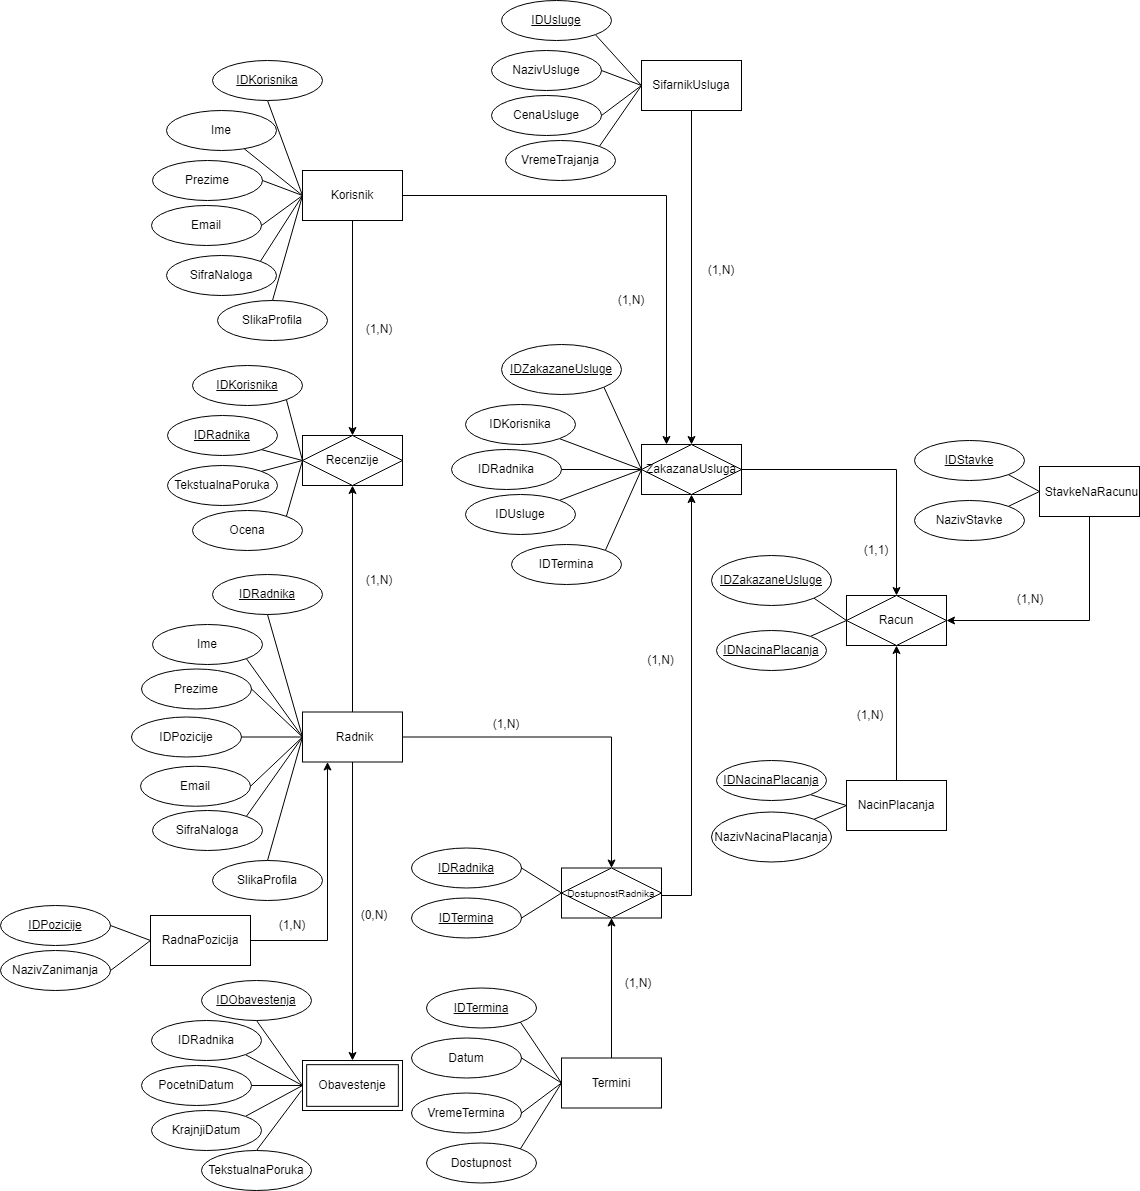 IDUsluge
NazivUsluge
CenaUsluge
VremeTrajanja
SifarnikUsluga
IDKorisnika
Ime
Prezime
Email
SifraNaloga
SlikaProfila
Korisnik
(1,N)
(1,N)
(1,N)
IDKorisnika
IDRadnika
TekstualnaPoruka
Ocena
Recenzije
IDZakazaneUsluge
IDKorisnika
IDRadnika
IDUsluge
IDTermina
ZakazanaUsluga
IDStavke
NazivStavke
StavkeNaRacunu
(1,1)
(1,N)
(1,N)
IDZakazaneUsluge
IDNacinaPlacanja
Racun
IDRadnika
Ime
Prezime
IDPozicije
Email
SifraNaloga
SlikaProfila
Radnik
(1,N)
(1,N)
(1,N)
IDNacinaPlacanja
NazivNacinaPlacanja
NacinPlacanja
IDRadnika
IDTermina
DostupnostRadnika
IDPozicije
NazivZanimanja
RadnaPozicija
(1,N)
(0,N)
(1,N)
IDObavestenja
IDRadnika
PocetniDatum
KrajnjiDatum
TekstualnaPoruka
Obavestenje
IDTermina
Datum
VremeTermina
Dostupnost
Termini